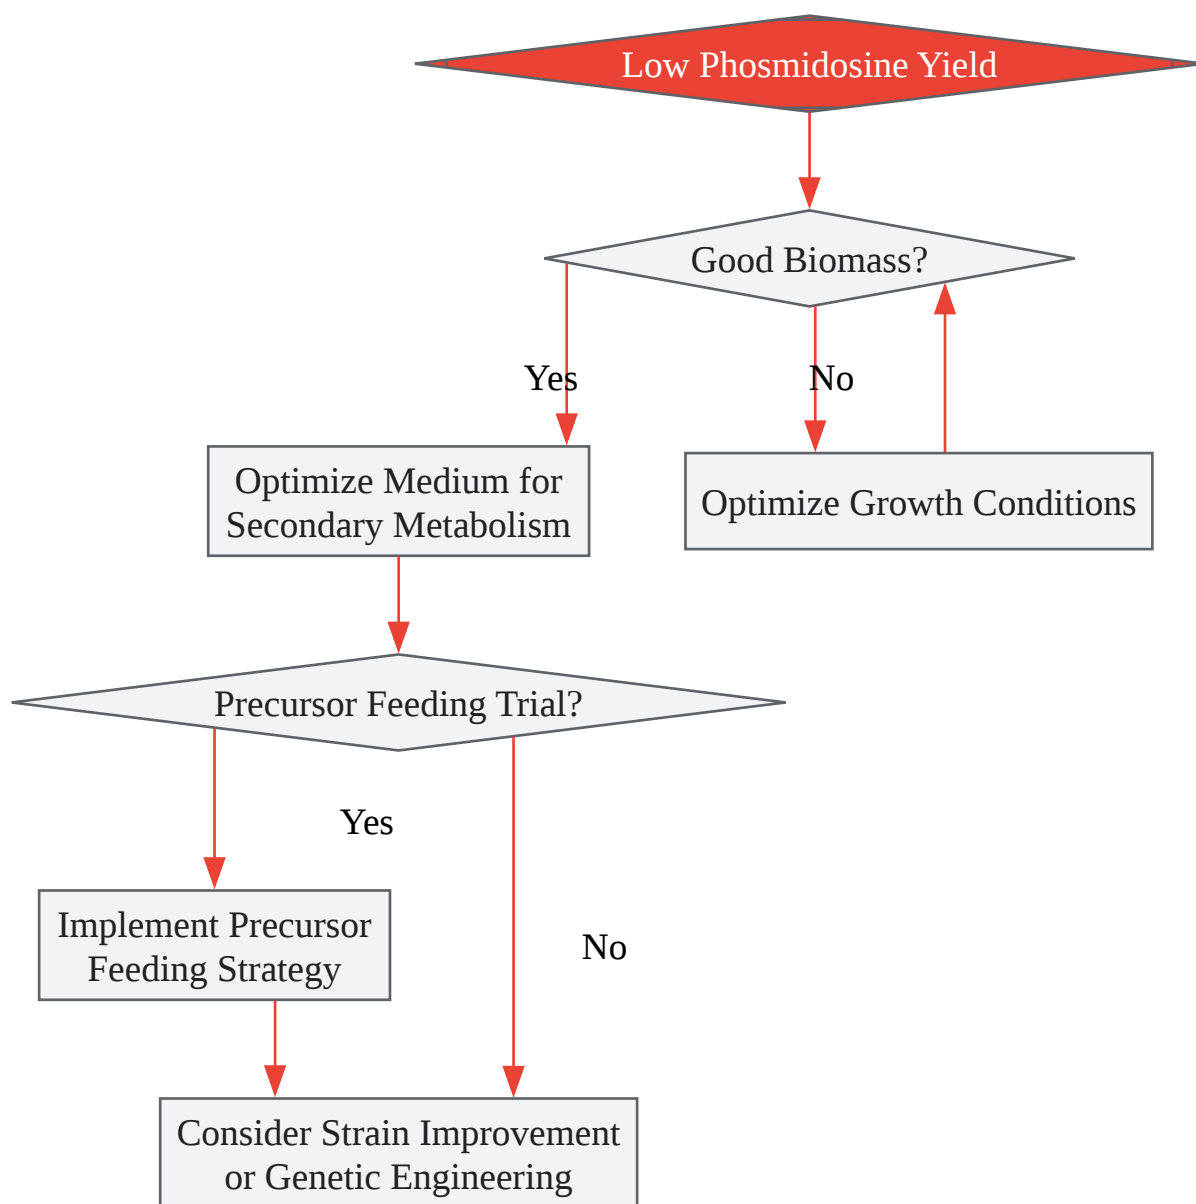 Low Phosmidosine Yield
Good Biomass?
Yes
No
Optimize Medium for
Secondary Metabolism
Optimize Growth Conditions
Precursor Feeding Trial?
Yes
Implement Precursor
Feeding Strategy
No
Consider Strain Improvement
or Genetic Engineering